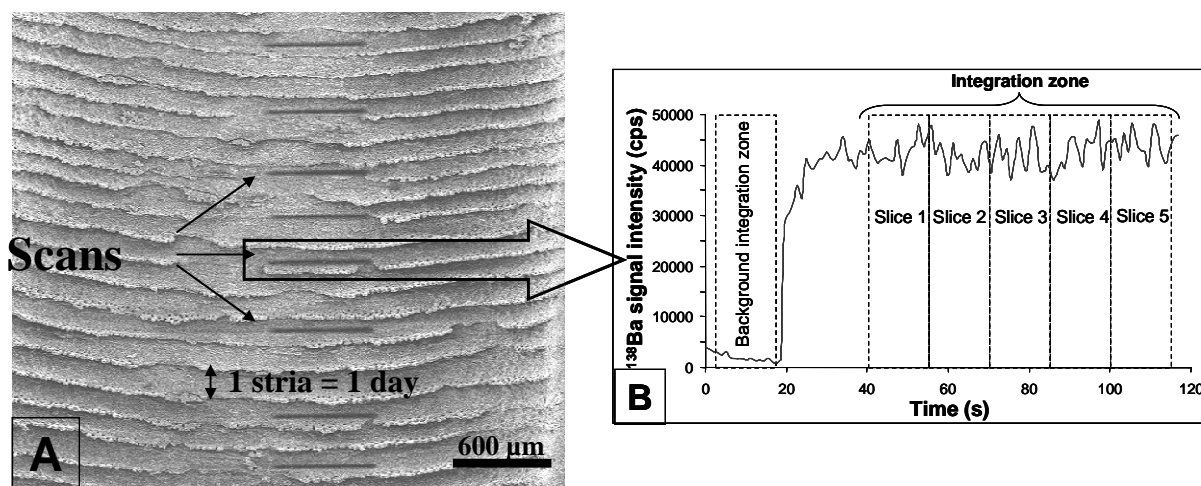 Scans
1 stria = 1 day
600 µm
A
Integration zone
¹³⁸Ba signal intensity (cps)
50000
40000
30000
20000
10000
0
Background integration zone
Slice 1
Slice 2
Slice 3
Slice 4
Slice 5
0
20
40
60
80
100
120
Time (s)
B